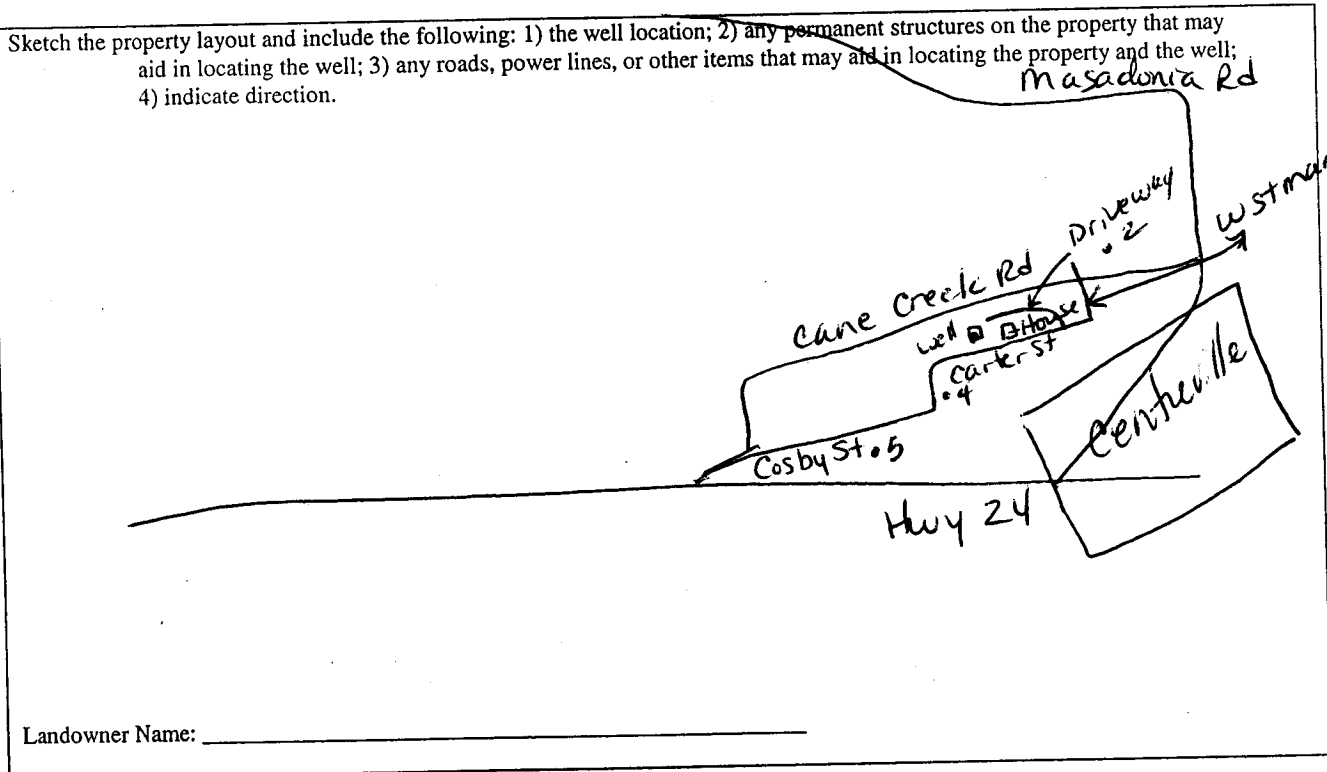 Sketch the property layout and include the following: 1) the well location; 2) any permanent structures on the property that may
aid in locating the well; 3) any roads, power lines, or other items that may aid in locating the property and the well;
4) indicate direction.
Masadonia Rd
Driveway
.2
Cane Creek Rd
well
House
Carter St
.4
Centreville
Cosby St .5
Hwy 24
Landowner Name: